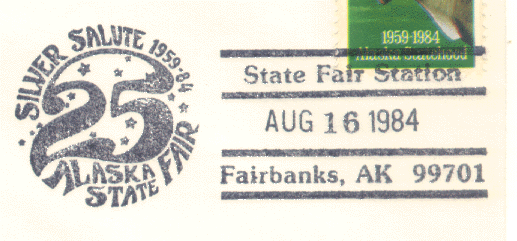 SILVER SALUTE 1959-84
25
ALASKA
STATE FAIR
1959-1984
Alaska Statehood
State Fair Station
AUG 16 1984
Fairbanks, AK 99701